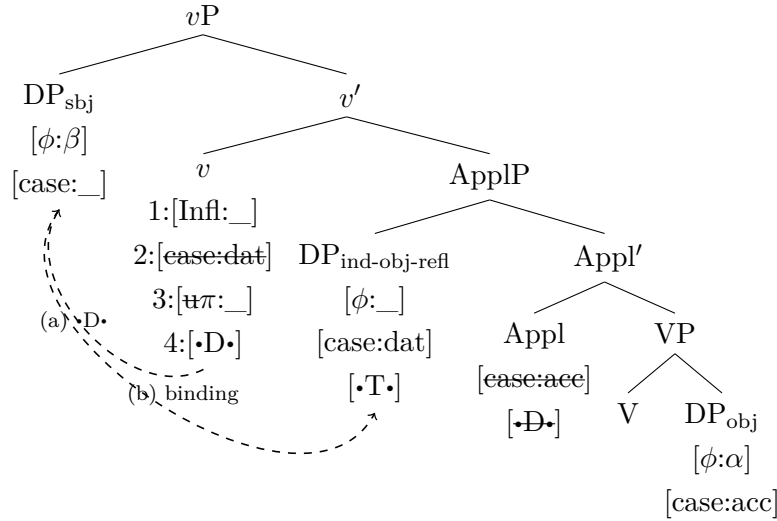 vP
DP_sbj
[ϕ:β]
[case:_]
v′
v
1:[Infl:_]
2:[case:dat]
3:[uπ:_]
4:[•D•]
ApplP
DP_ind-obj-refl
[ϕ:_]
[case:dat]
[•T•]
Appl′
Appl
[case:acc]
[•D•]
VP
V
DP_obj
[ϕ:α]
[case:acc]
(a) •D•
(b) binding